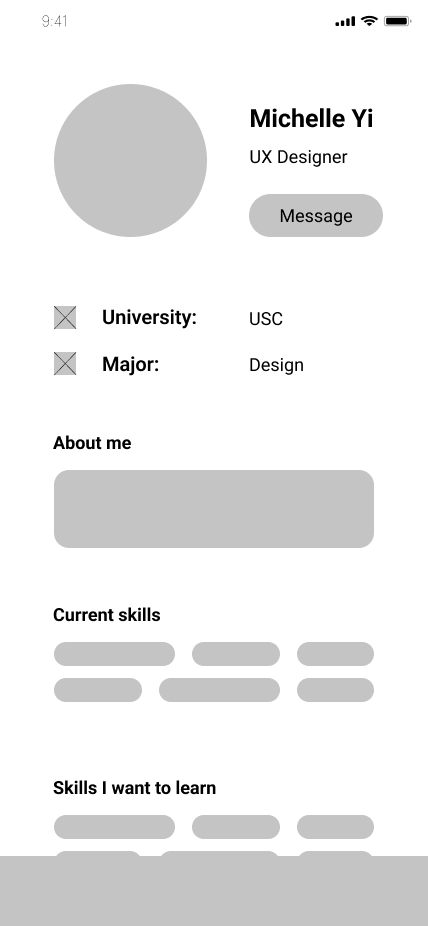 9:41
Michelle Yi
UX Designer
Message
University: USC
Major: Design
About me
Current skills
Skills I want to learn